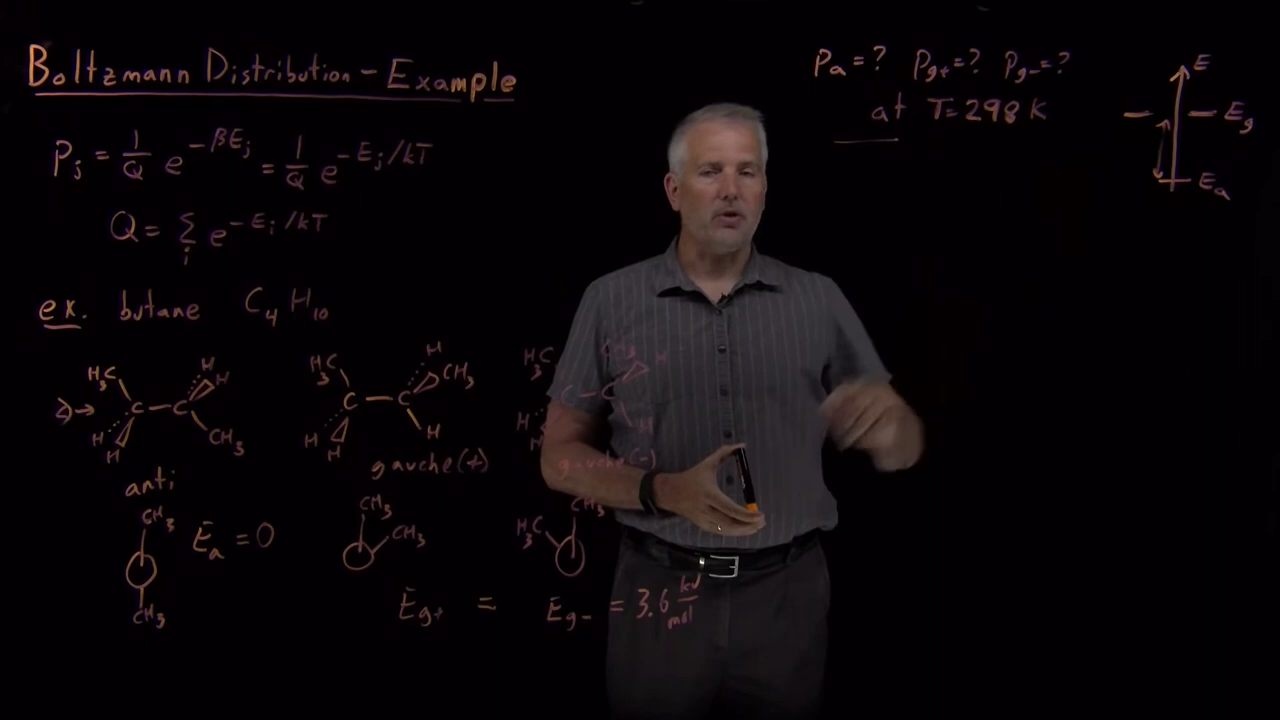 Boltzmann Distribution - Example
Pa = ? Pg+ = ? Pg- = ?
at T = 298 K
E
Eg
Ea
Pj = 1/Q e^-βEj = 1/Q e^-Ej/kT
Q = Σi e^-Ei/kT
ex. butane C4H10
H3C H H C C H H CH3
anti
H3C H CH3 C C H H H
gauche(+)
H3C CH3 H C C H H H
gauche(-)
CH3 CH3
Ea = 0
CH3 CH3
H3C CH3
Eg+ = Eg- = 3.6 kJ/mol